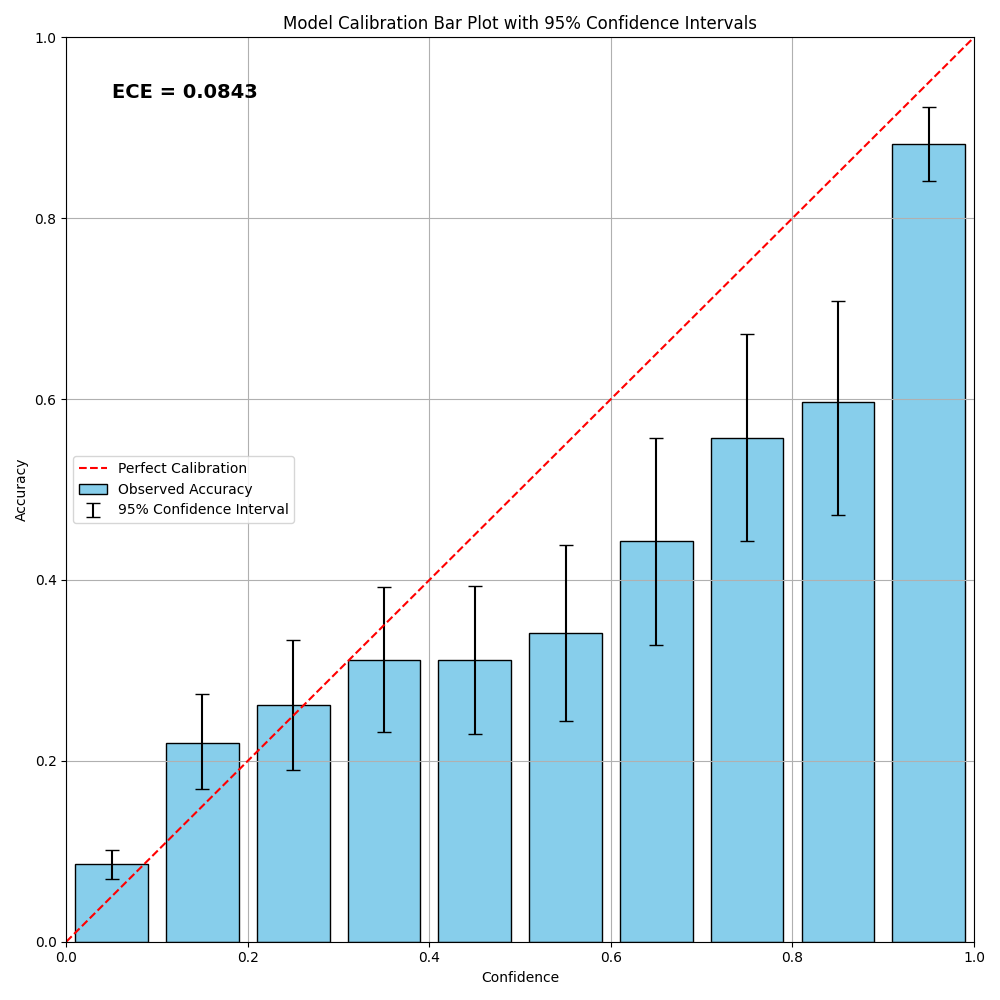 Model Calibration Bar Plot with 95% Confidence Intervals
ECE = 0.0843
1.0
0.8
0.6
0.4
0.2
0.0
Accuracy
Perfect Calibration
Observed Accuracy
95% Confidence Interval
0.0 0.2 0.4 0.6 0.8 1.0
Confidence